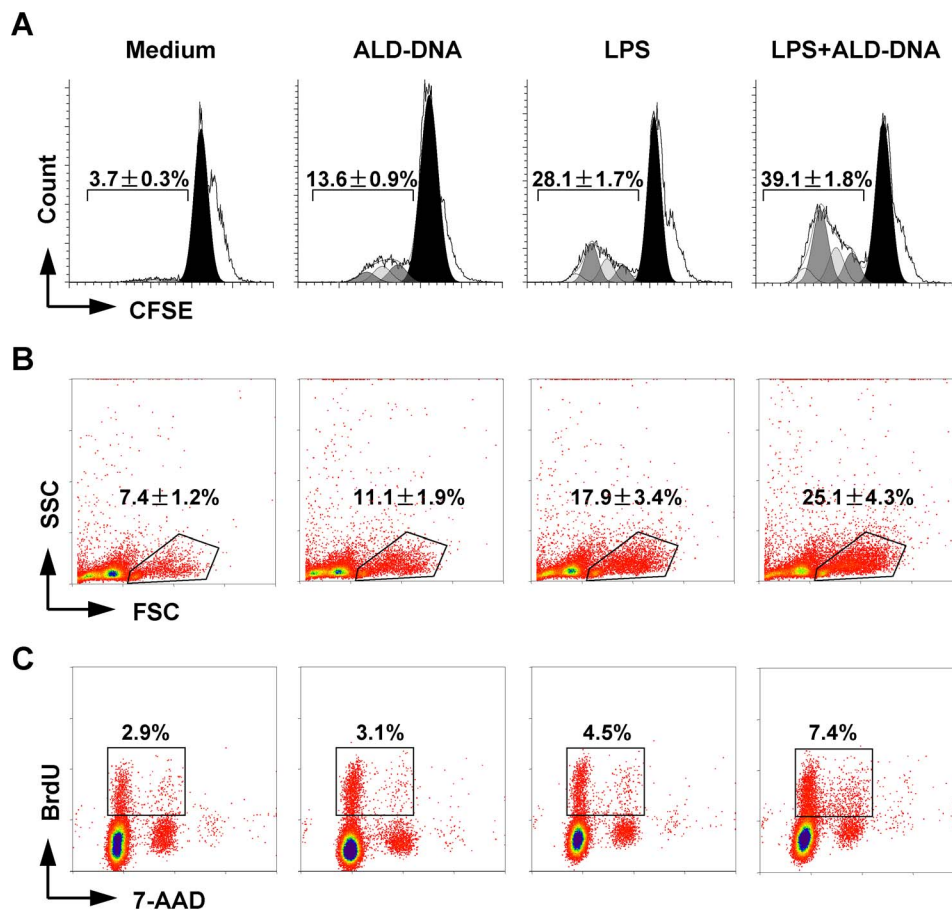 A
Medium ALD-DNA LPS LPS+ALD-DNA
Count
3.7±0.3% 13.6±0.9% 28.1±1.7% 39.1±1.8%
CFSE
B
SSC
7.4±1.2% 11.1±1.9% 17.9±3.4% 25.1±4.3%
FSC
C
BrdU
2.9% 3.1% 4.5% 7.4%
7-AAD